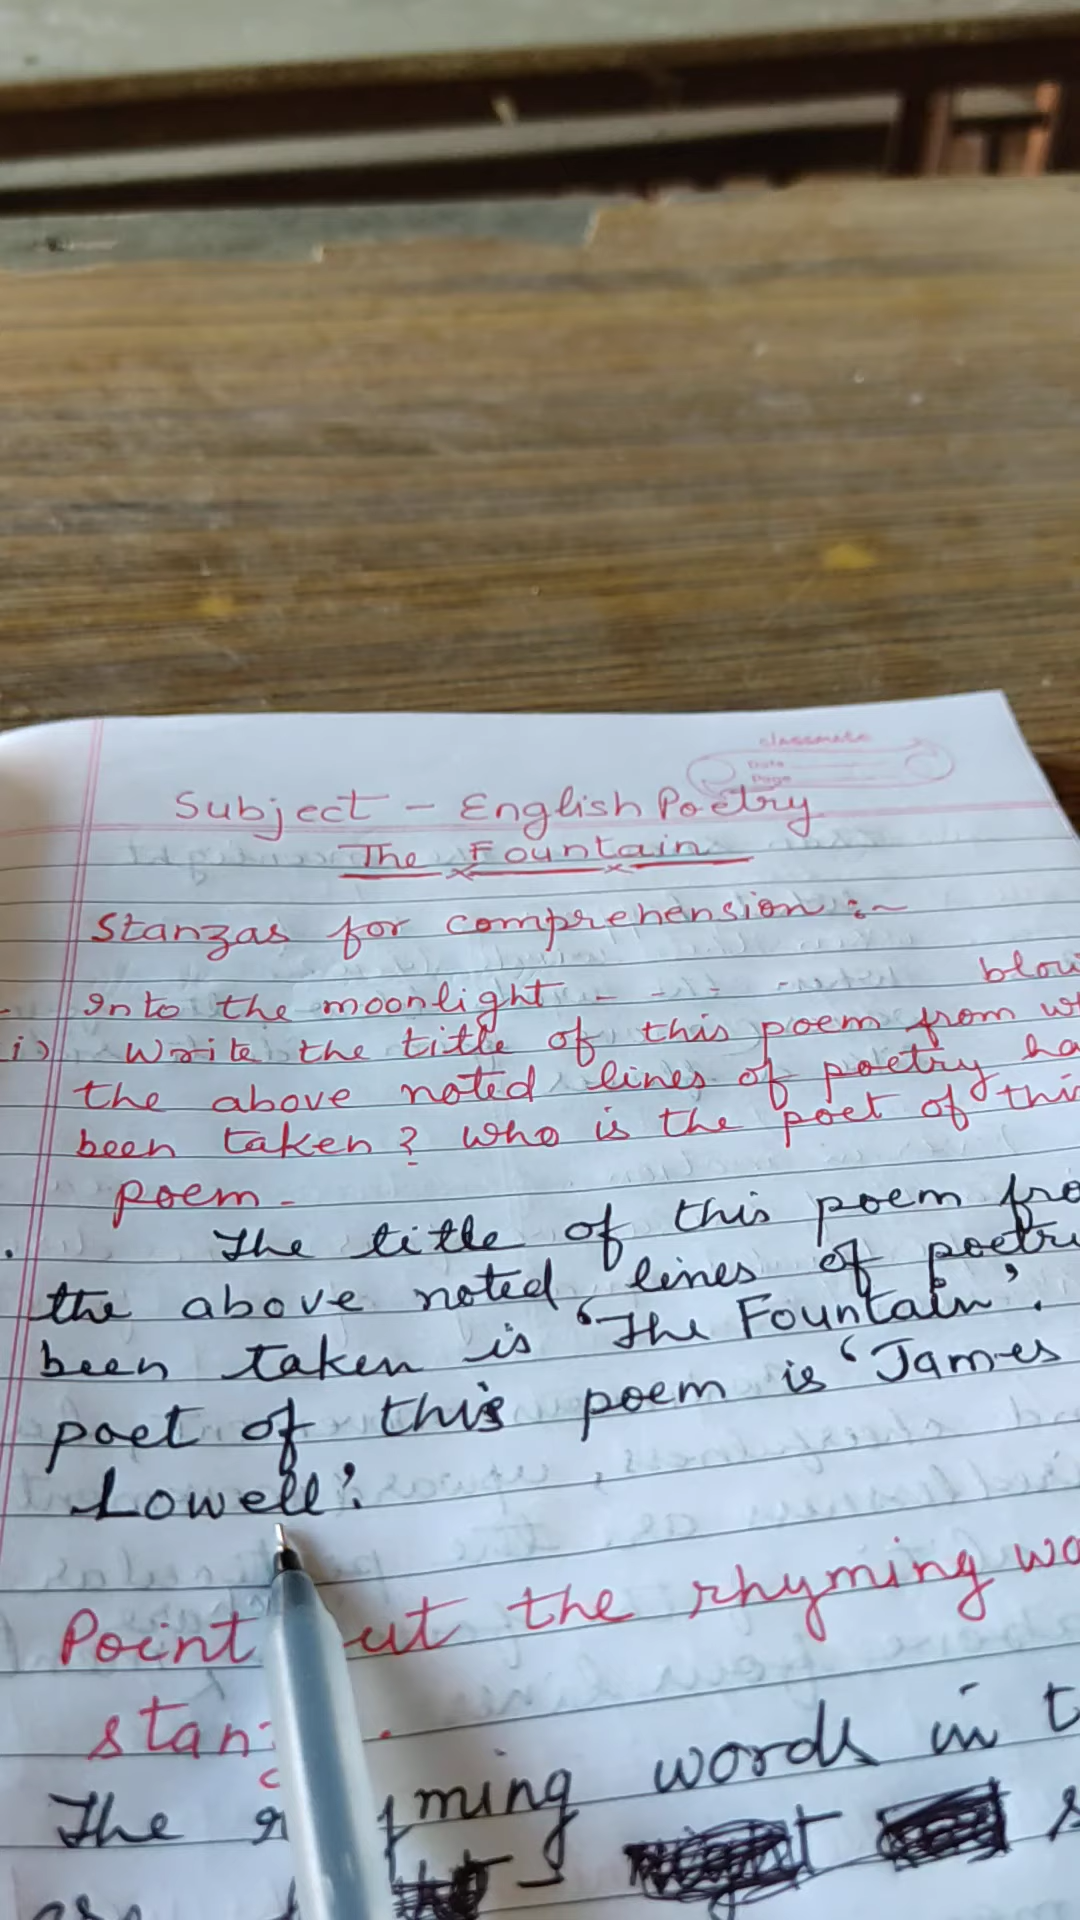 classmate
Date
Page
Subject - English Poetry
The Fountain
Stanzas for comprehension :~
Into the moonlight - - -
i) Write the title of this poem from
the above noted lines of poetry
been taken? Who is the poet of
poem -
The title of this poem
the above noted lines of
been taken is 'The Fountain'.
poet of this poem is 'James
Lowell'.
Point the rhyming
The words in